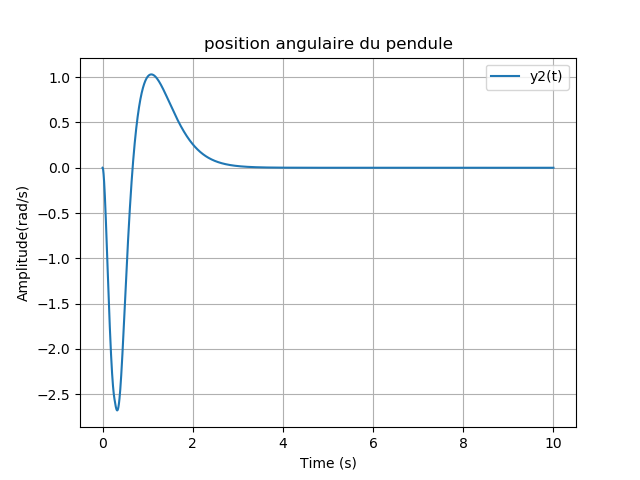 position angulaire du pendule
y2(t)
1.0
0.5
0.0
−0.5
−1.0
−1.5
−2.0
−2.5
Amplitude(rad/s)
0 2 4 6 8 10
Time (s)